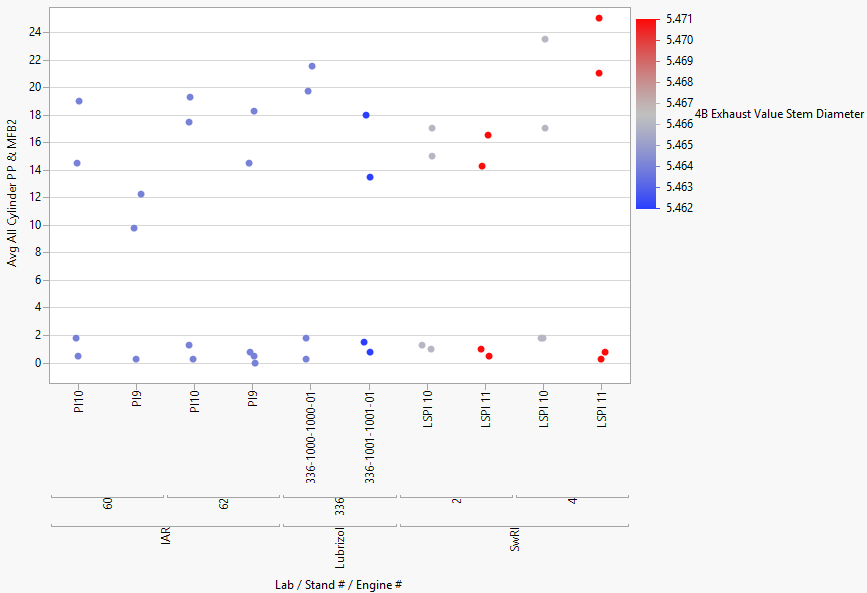 Avg All Cylinder PP & MFB2
24
22
20
18
16
14
12
10
8
6
4
2
0
5.471
5.470
5.469
5.468
5.467
5.466
5.465
5.464
5.463
5.462
4B Exhaust Value Stem Diameter
PI10
PI9
PI10
PI9
336-1000-1000-01
336-1001-1001-01
LSPI 10
LSPI 11
LSPI 10
LSPI 11
60
62
336
2
4
IAR
Lubrizol
SwRI
Lab / Stand # / Engine #